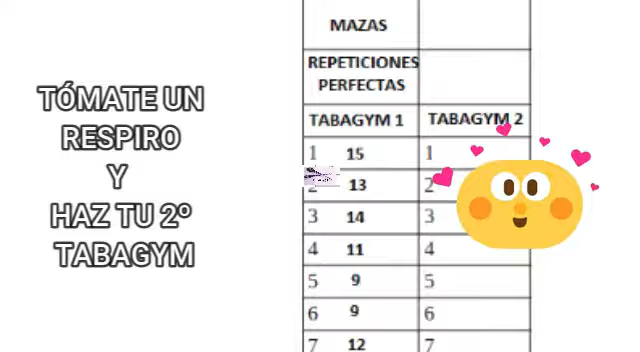 TÓMATE UN
RESPIRO
Y
HAZ TU 2º
TABAGYM
MAZAS
REPETICIONES
PERFECTAS
TABAGYM 1 TABAGYM 2
1 15 1
2 13 2
3 14 3
4 11 4
5 9 5
6 9 6
7 12 7